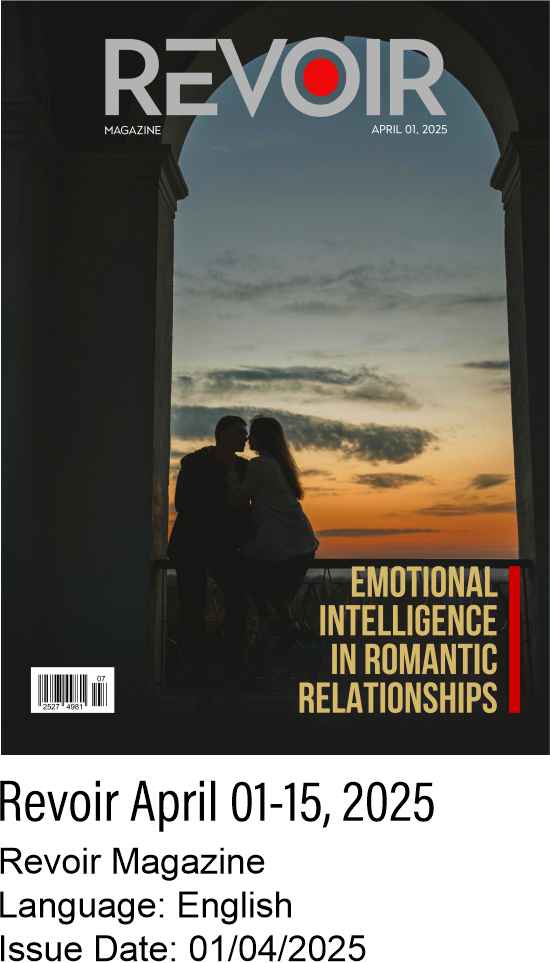 REVOIR
MAGAZINE
APRIL 01, 2025
EMOTIONAL
INTELLIGENCE
IN ROMANTIC
RELATIONSHIPS
07
2527 4981
Revoir April 01-15, 2025
Revoir Magazine
Language: English
Issue Date: 01/04/2025